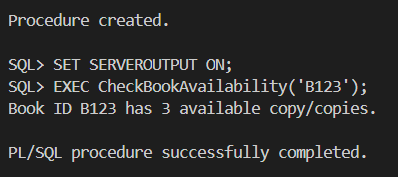 Procedure created.
SQL> SET SERVEROUTPUT ON;
SQL> EXEC CheckBookAvailability('B123');
Book ID B123 has 3 available copy/copies.
PL/SQL procedure successfully completed.